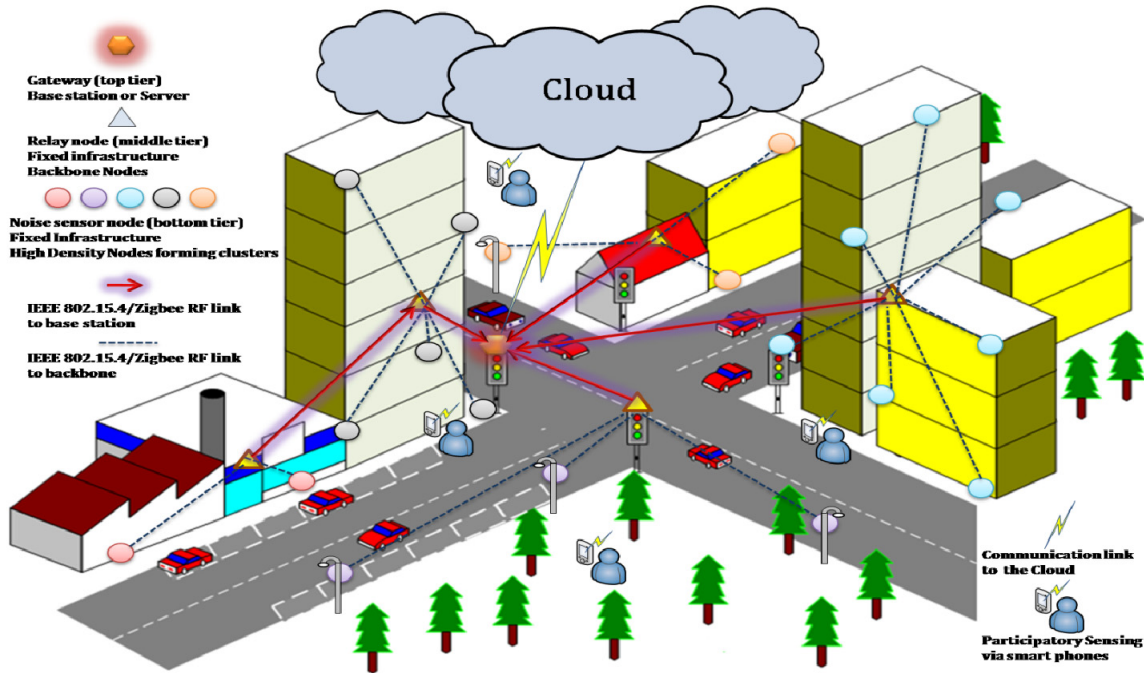 Cloud
Gateway (top tier)
Base station or Server
Relay node (middle tier)
Fixed infrastructure
Backbone Nodes
Noise sensor node (bottom tier)
Fixed Infrastructure
High Density Nodes forming clusters
IEEE 802.15.4/Zigbee RF link
to base station
IEEE 802.15.4/Zigbee RF link
to backbone
Communication link
to the Cloud
Participatory Sensing
via smart phones